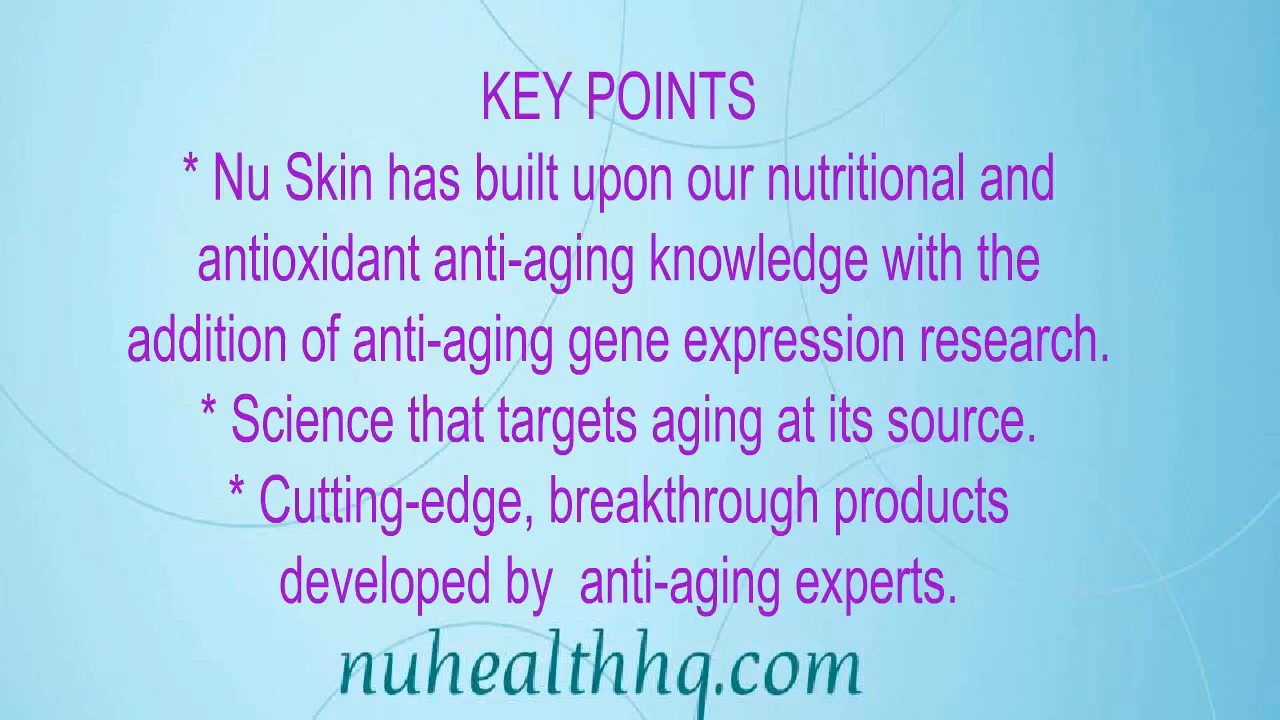 KEY POINTS
* Nu Skin has built upon our nutritional and
antioxidant anti-aging knowledge with the
addition of anti-aging gene expression research.
* Science that targets aging at its source.
* Cutting-edge, breakthrough products
developed by  anti-aging experts.
nuhealthhq.com